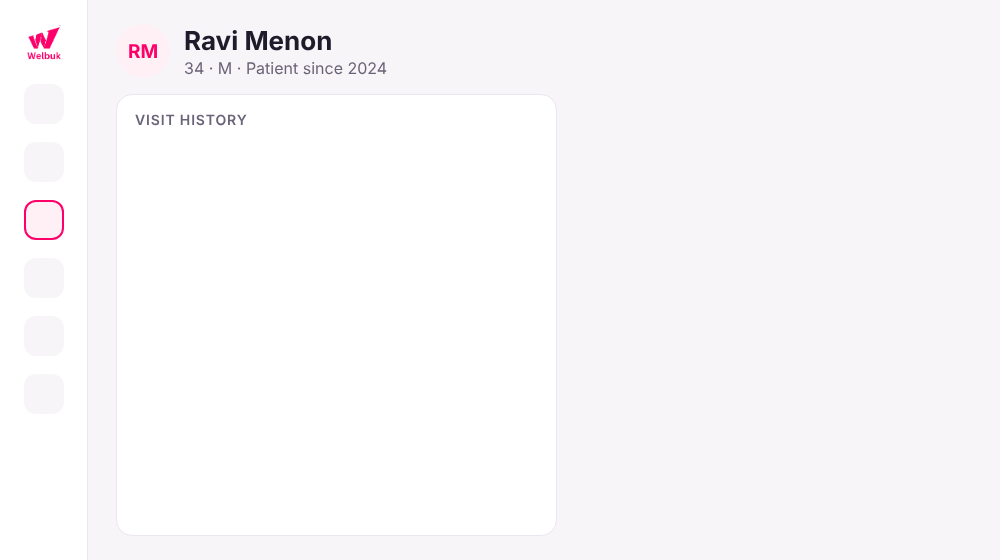 Welbuk
RM
Ravi Menon
34 · M · Patient since 2024
VISIT HISTORY